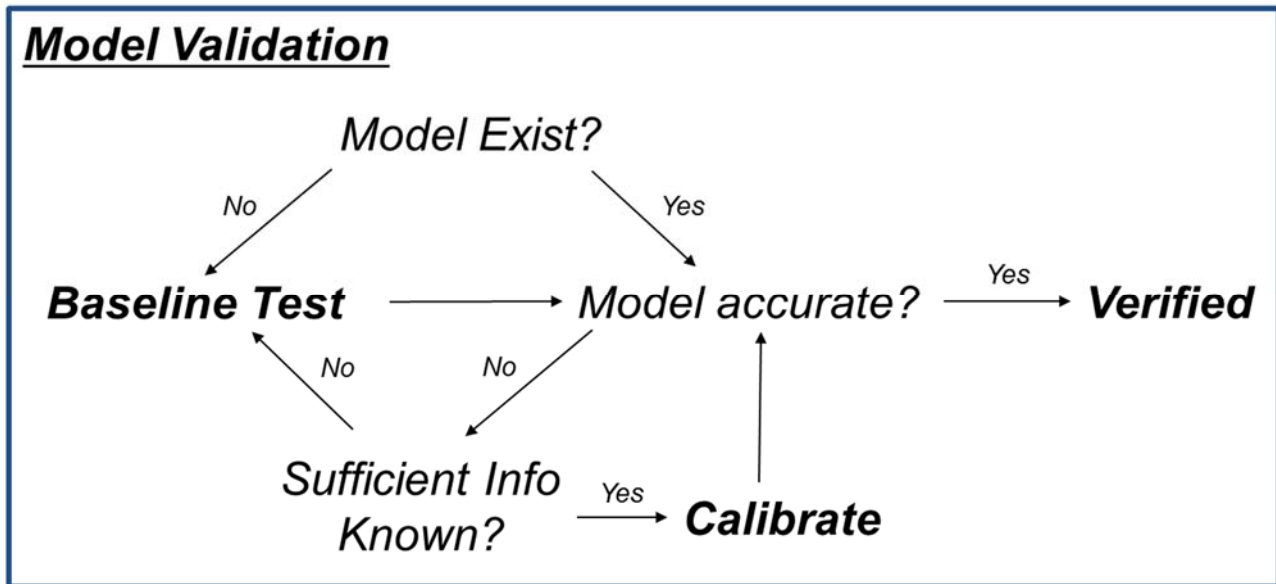 Model Validation
Model Exist?
No
Yes
Baseline Test
Model accurate?
Yes
Verified
No
No
Sufficient Info
Known?
Yes
Calibrate